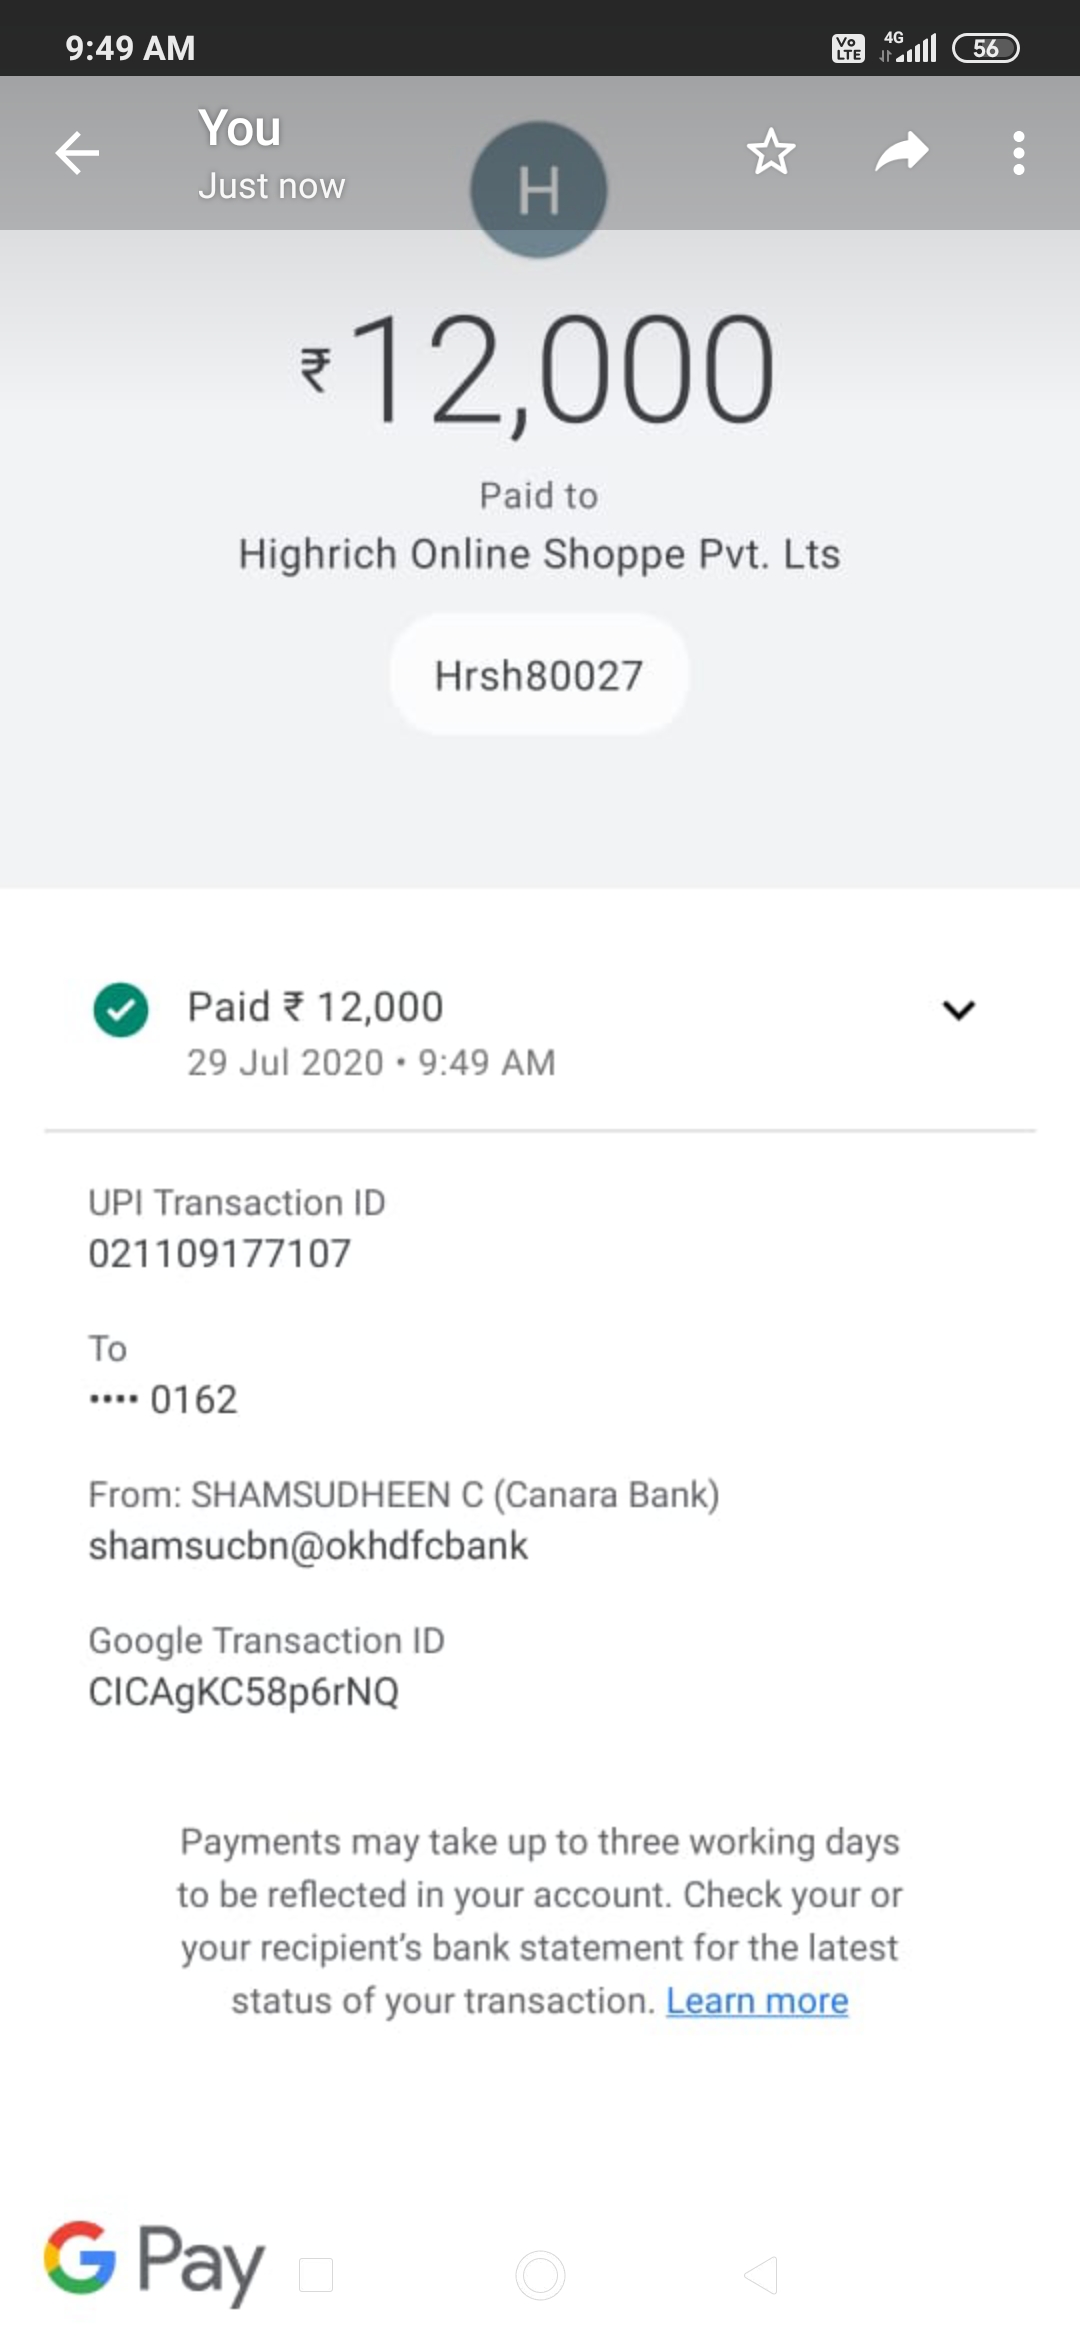 9:49 AM
Vo LTE 4G 56
You
Just now
H
₹12,000
Paid to
Highrich Online Shoppe Pvt. Lts
Hrsh80027
Paid ₹ 12,000
29 Jul 2020 • 9:49 AM
UPI Transaction ID
021109177107
To
•••• 0162
From: SHAMSUDHEEN C (Canara Bank)
shamsucbn@okhdfcbank
Google Transaction ID
CICAgKC58p6rNQ
Payments may take up to three working days
to be reflected in your account. Check your or
your recipient's bank statement for the latest
status of your transaction. Learn more
G Pay